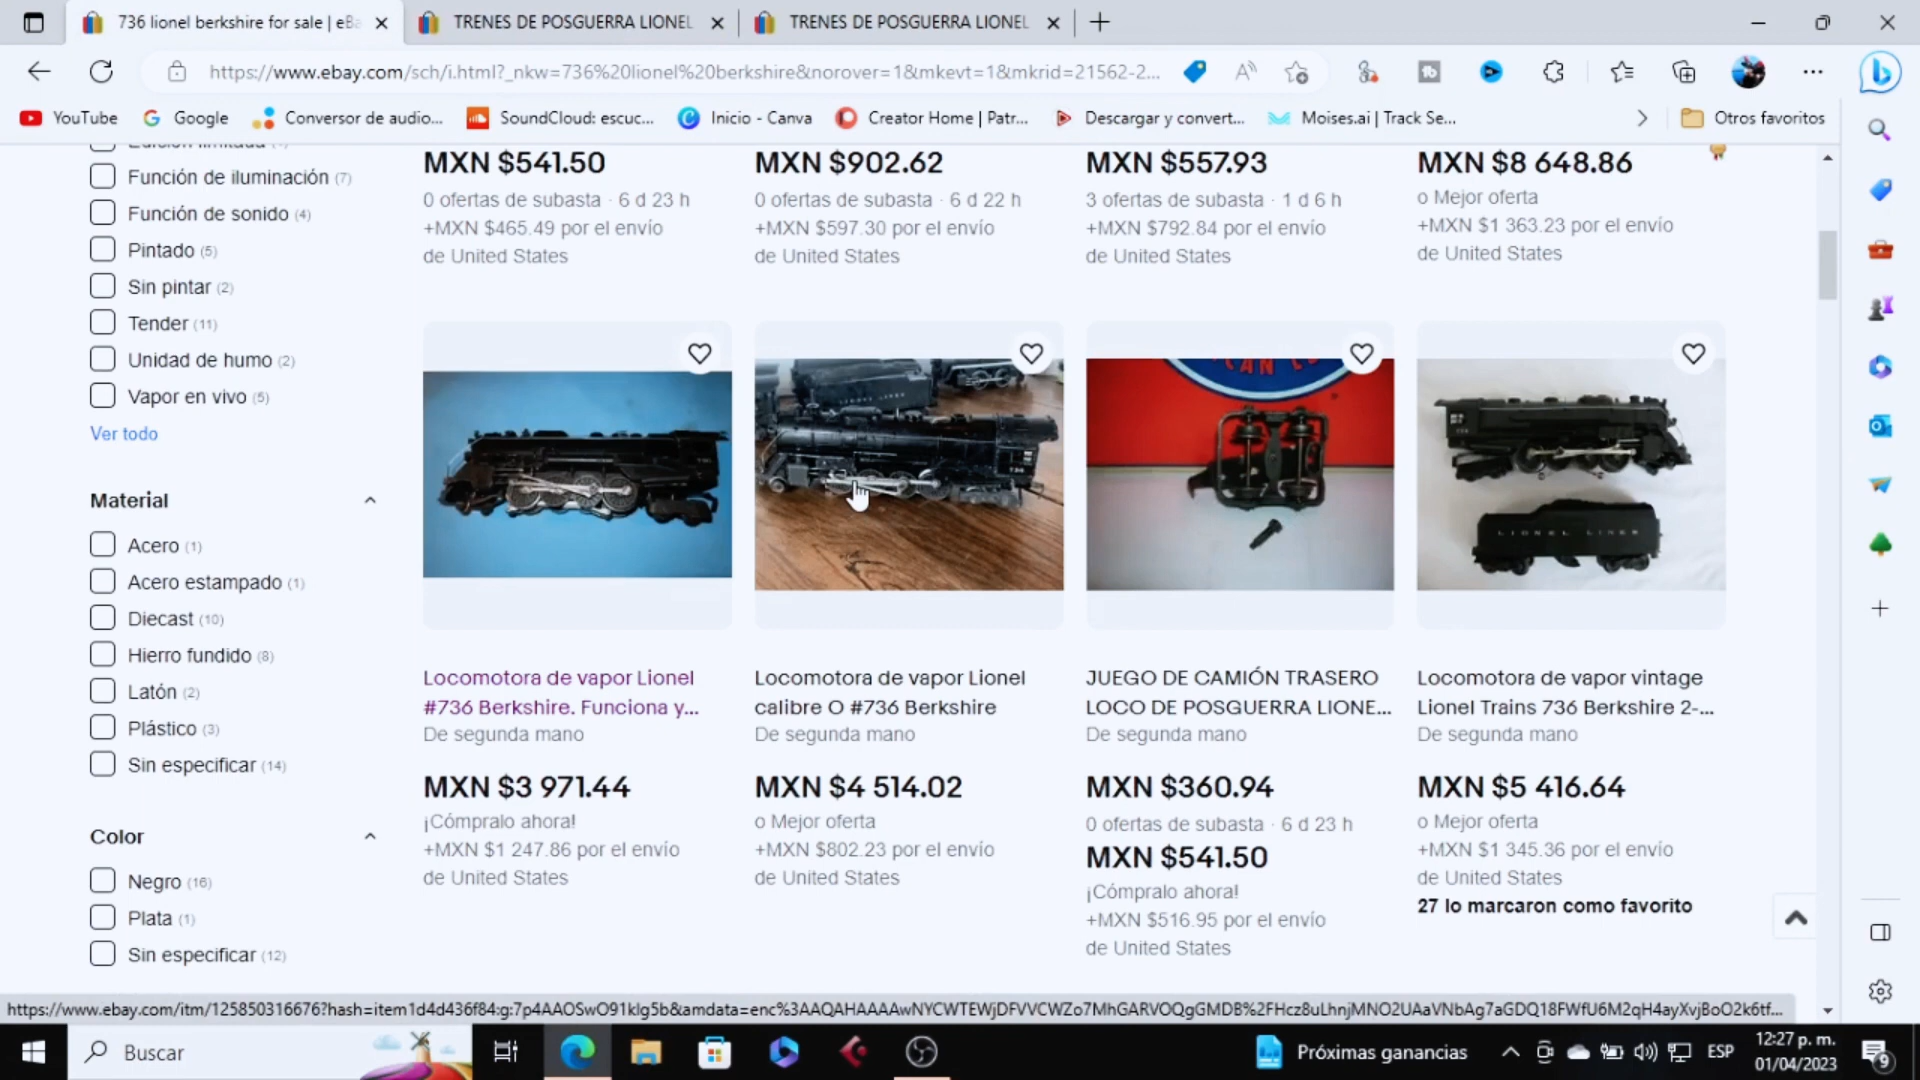 736 lionel berkshire for sale | eBa
TRENES DE POSGUERRA LIONEL
TRENES DE POSGUERRA LIONEL
https://www.ebay.com/sch/i.html?_nkw=736%20lionel%20berkshire&norover=1&mkevt=1&mkrid=21562-2...
YouTube
Google
Conversor de audio...
SoundCloud: escuc...
Inicio - Canva
Creator Home | Patr...
Descargar y convert...
Moises.ai | Track Se...
Otros favoritos
Función de iluminación (7)
Función de sonido (4)
Pintado (5)
Sin pintar (2)
Tender (11)
Unidad de humo (2)
Vapor en vivo (5)
Ver todo
Material
Acero (1)
Acero estampado (1)
Diecast (10)
Hierro fundido (8)
Latón (2)
Plástico (3)
Sin especificar (14)
Color
Negro (16)
Plata (1)
Sin especificar (12)
MXN $541.50
0 ofertas de subasta · 6 d 23 h
+MXN $465.49 por el envío
de United States
MXN $902.62
0 ofertas de subasta · 6 d 22 h
+MXN $597.30 por el envío
de United States
MXN $557.93
3 ofertas de subasta · 1 d 6 h
+MXN $792.84 por el envío
de United States
MXN $8 648.86
o Mejor oferta
+MXN $1 363.23 por el envío
de United States
Locomotora de vapor Lionel
#736 Berkshire. Funciona y...
De segunda mano
MXN $3 971.44
¡Cómpralo ahora!
+MXN $1 247.86 por el envío
de United States
736
Locomotora de vapor Lionel
calibre O #736 Berkshire
De segunda mano
MXN $4 514.02
o Mejor oferta
+MXN $802.23 por el envío
de United States
JUEGO DE CAMIÓN TRASERO
LOCO DE POSGUERRA LIONE...
De segunda mano
MXN $360.94
0 ofertas de subasta · 6 d 23 h
MXN $541.50
¡Cómpralo ahora!
+MXN $516.95 por el envío
de United States
LIONEL LINES
Locomotora de vapor vintage
Lionel Trains 736 Berkshire 2-...
De segunda mano
MXN $5 416.64
o Mejor oferta
+MXN $1 345.36 por el envío
de United States
27 lo marcaron como favorito
Buscar
Próximas ganancias
ESP
12:27 p. m.
01/04/2023
9